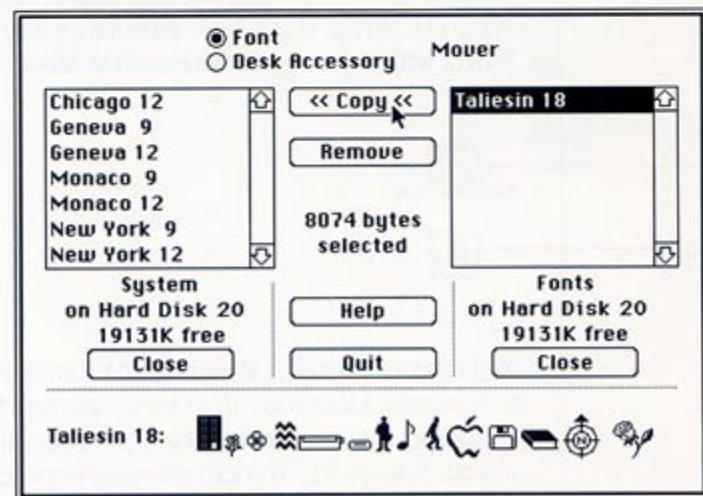 Font
Desk Accessory
Mover
Chicago 12
Geneva 9
Geneva 12
Monaco 9
Monaco 12
New York 9
New York 12
<< Copy <<
Remove
8074 bytes
selected
Taliesin 18
System
on Hard Disk 20
19131K free
Close
Help
Quit
Fonts
on Hard Disk 20
19131K free
Close
Taliesin 18:
N